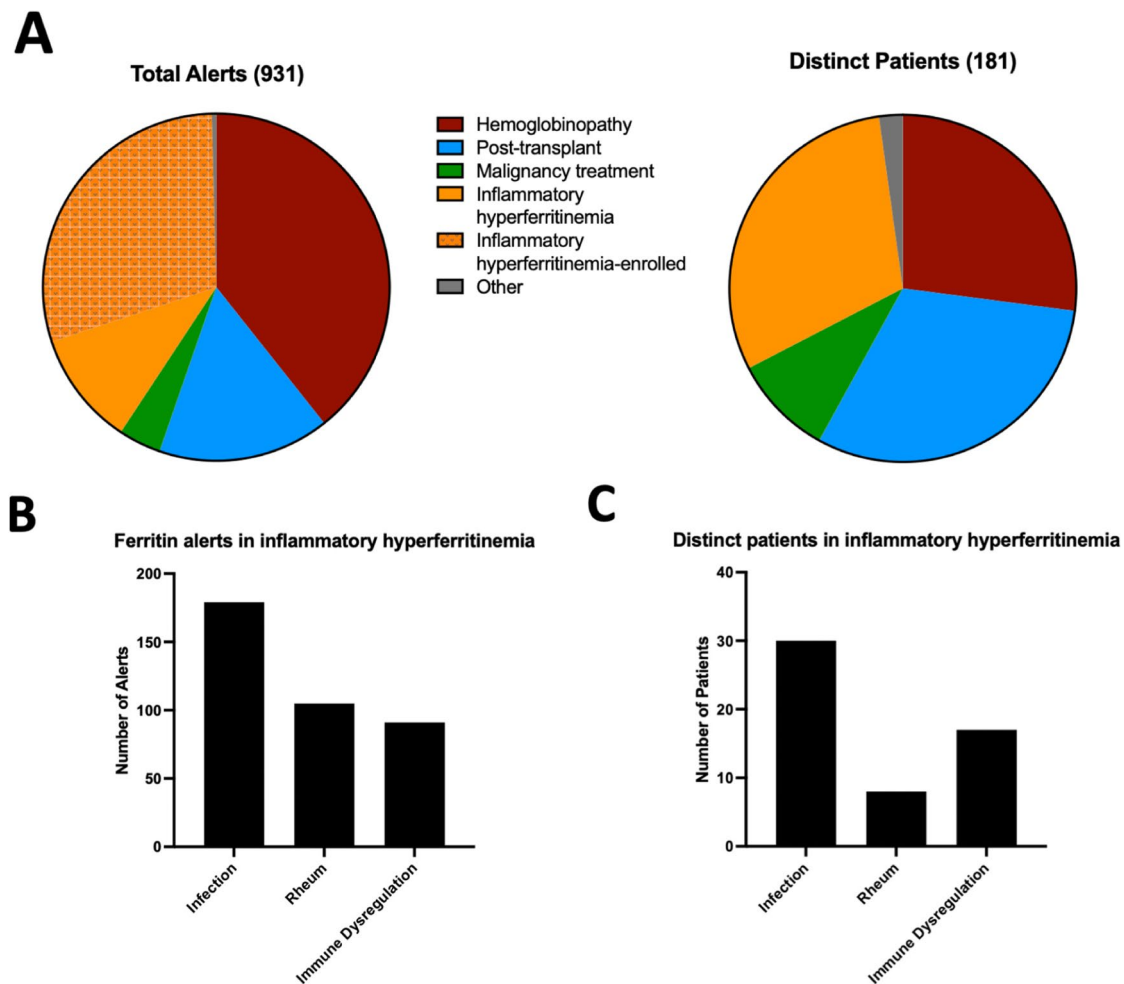 A
Total Alerts (931)
Distinct Patients (181)
Hemoglobinopathy
Post-transplant
Malignancy treatment
Inflammatory
hyperferritinemia
Inflammatory
hyperferritinemia-enrolled
Other
B
Ferritin alerts in inflammatory hyperferritinemia
Number of Alerts
200
150
100
50
0
Infection
Rheum
Immune Dysregulation
C
Distinct patients in inflammatory hyperferritinemia
Number of Patients
40
30
20
10
0
Infection
Rheum
Immune Dysregulation